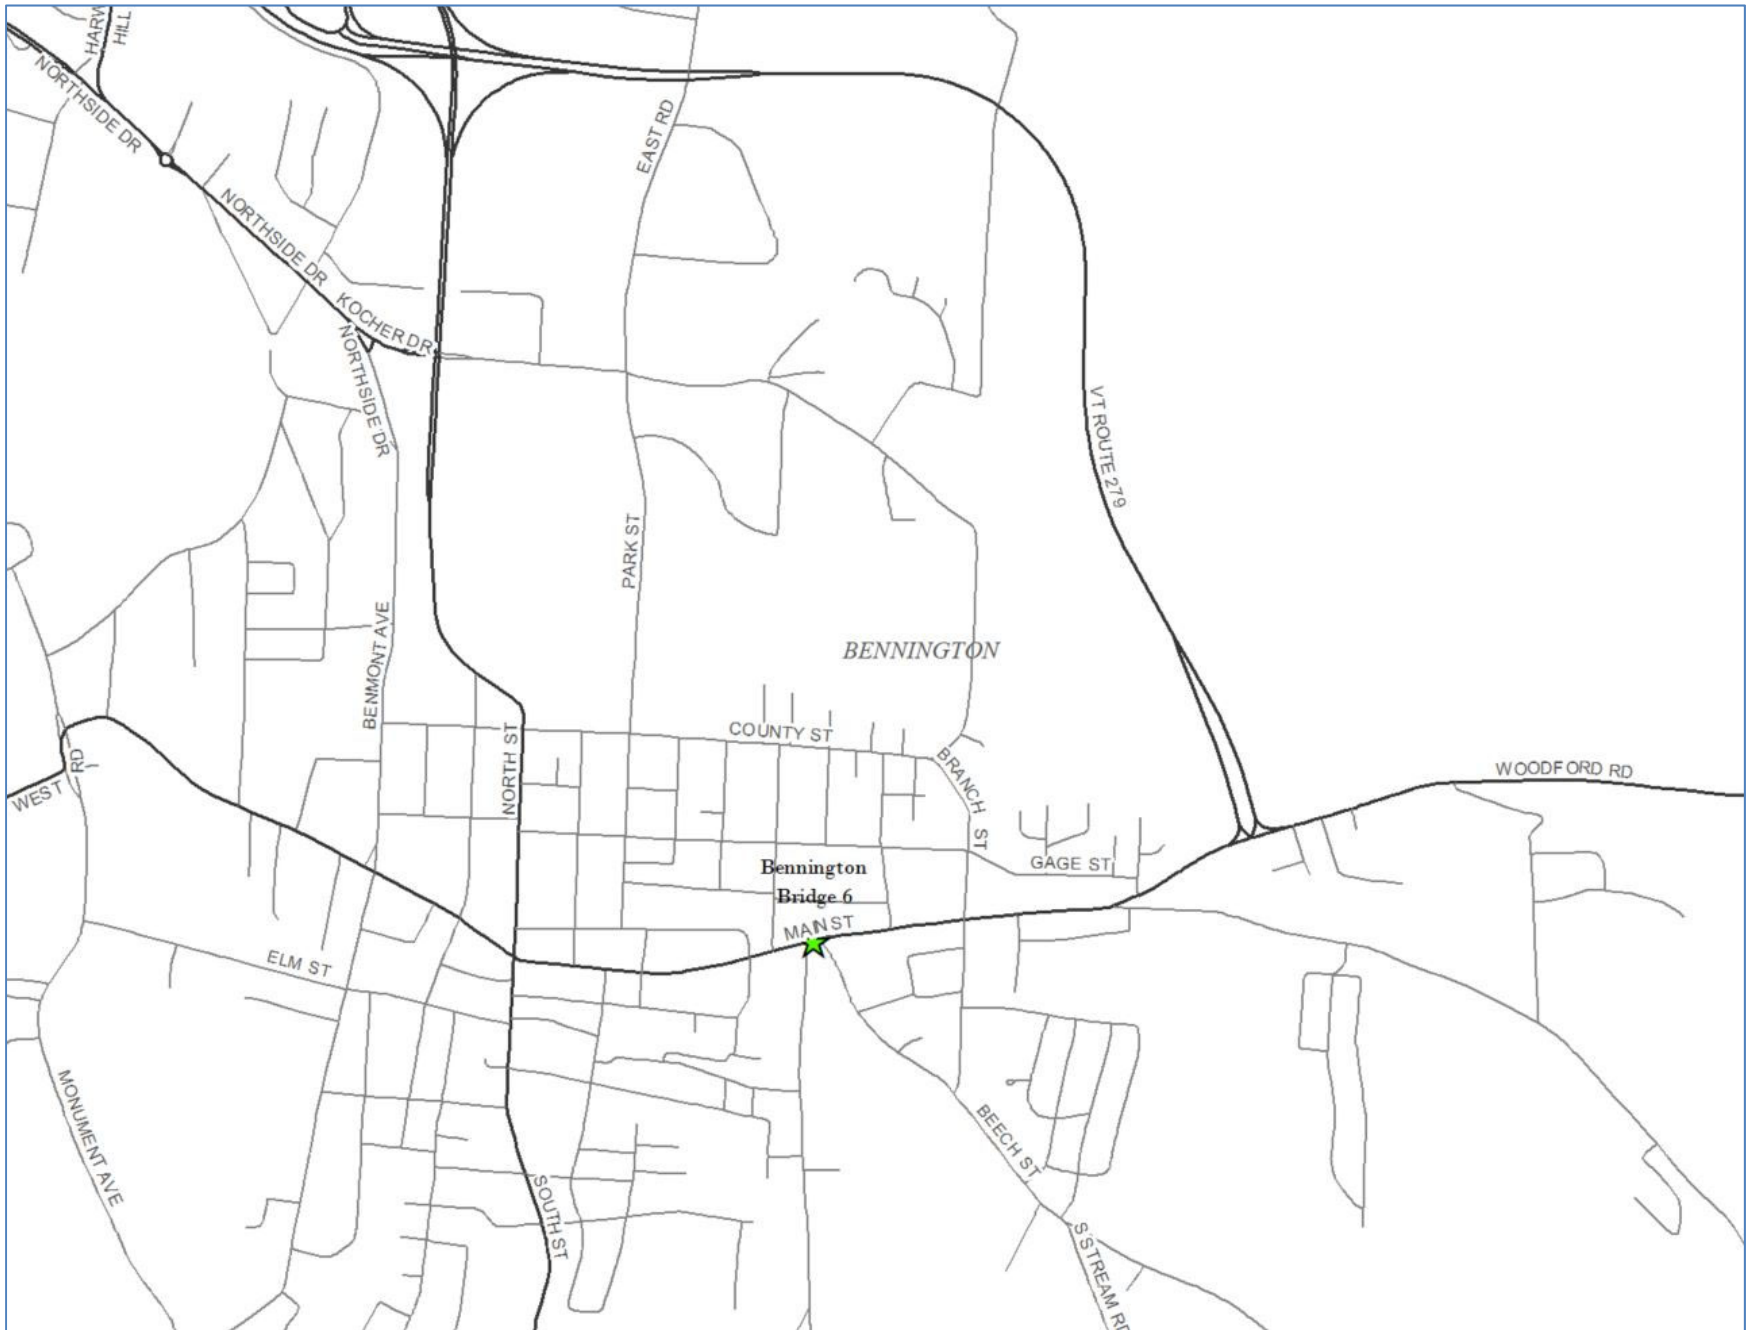 HARW
HILL
NORTHSIDE DR
EAST RD
NORTHSIDE DR
KOCHER DR
NORTHSIDE DR
VT ROUTE 279
PARK ST
BENMONT AVE
BENNINGTON
NORTH ST
COUNTY ST
BRANCH ST
WEST RD
WOODFORD RD
GAGE ST
Bennington
Bridge 6
MAIN ST
ELM ST
MONUMENT AVE
BEECH ST
SOUTH ST
S STREAM RD